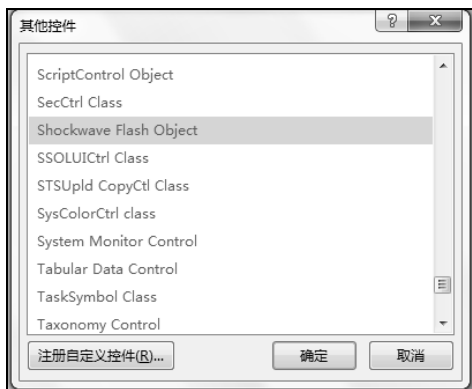 其他控件
ScriptControl Object
SecCtrl Class
Shockwave Flash Object
SSOLUICtrl Class
STSUpld CopyCtl Class
SysColorCtrl class
System Monitor Control
Tabular Data Control
TaskSymbol Class
Taxonomy Control
注册自定义控件(R)... 确定 取消